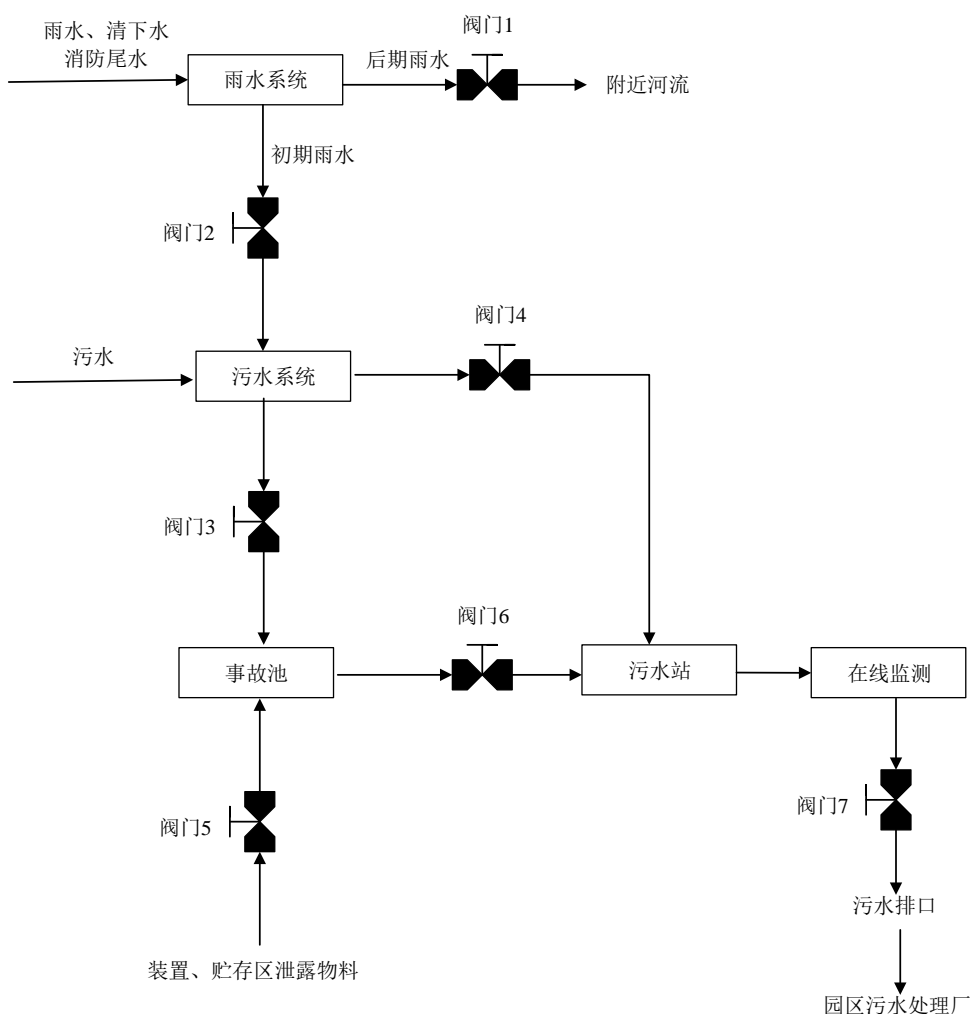 阀门1
雨水、清下水
消防尾水
雨水系统
后期雨水
附近河流
初期雨水
阀门2
阀门4
污水
污水系统
阀门3
阀门6
事故池
污水站
在线监测
阀门5
阀门7
污水排口
装置、贮存区泄露物料
园区污水处理厂